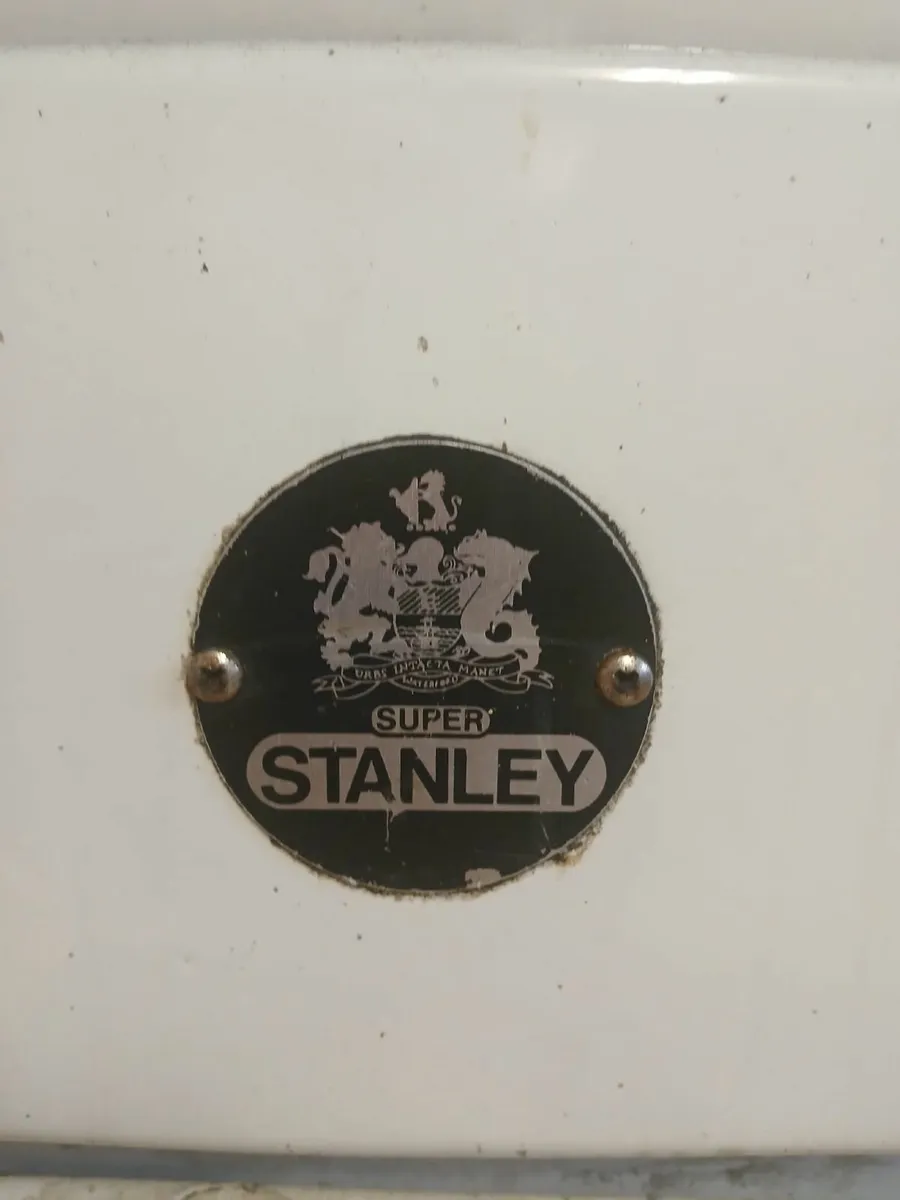 URBS INTACTA MANET
WATERFORD
SUPER
STANLEY